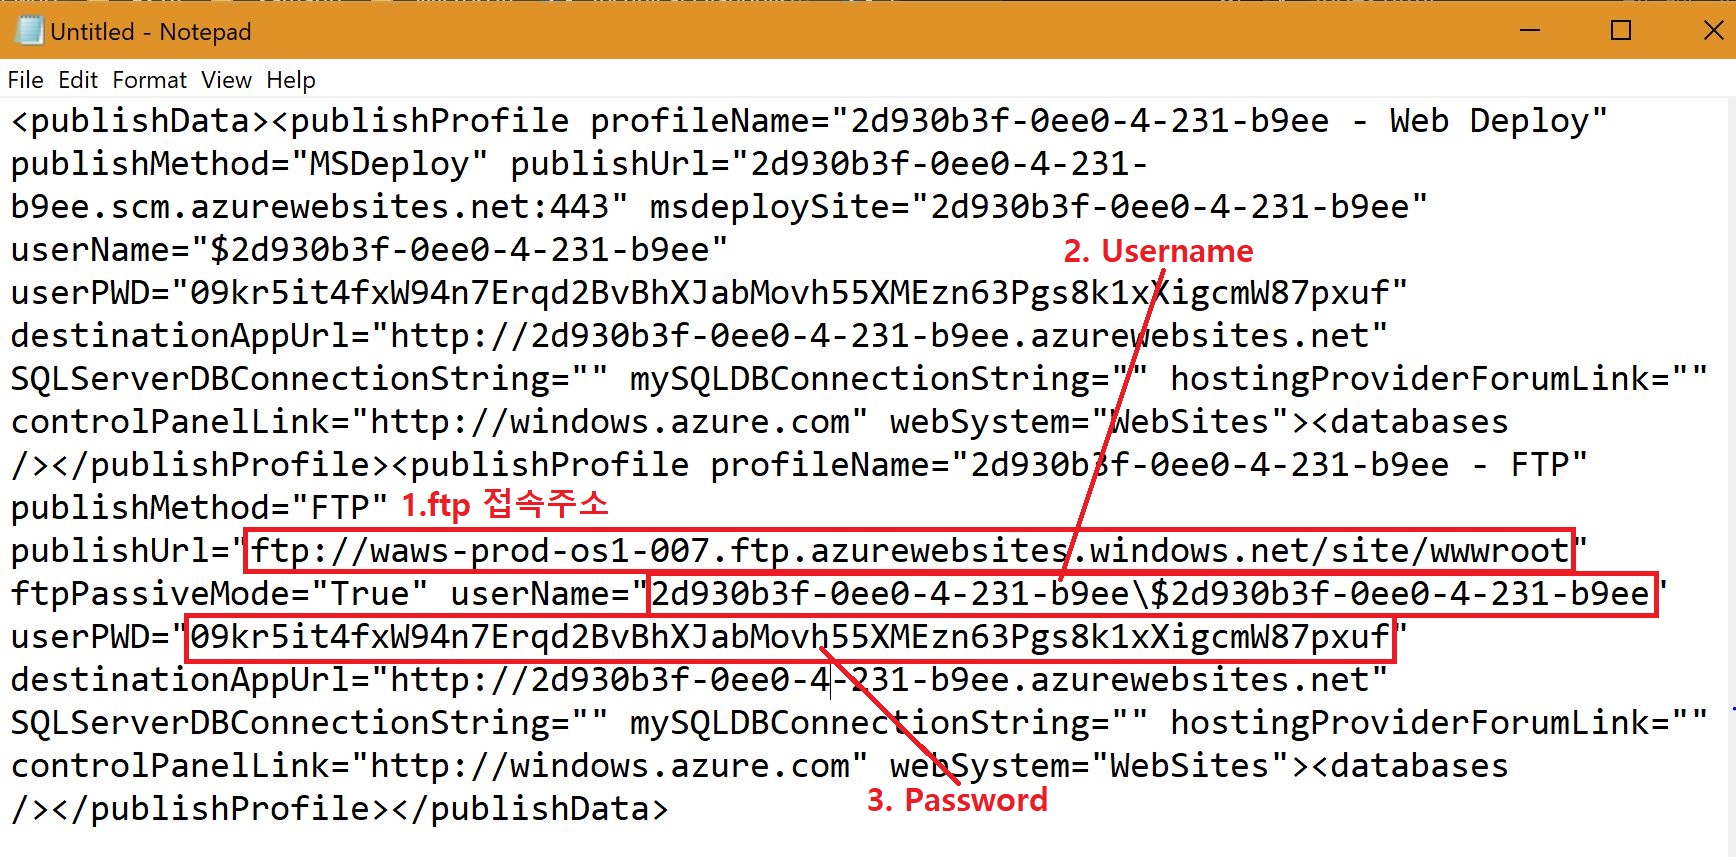 Untitled - Notepad
File Edit Format View Help
<publishData><publishProfile profileName="2d930b3f-0ee0-4-231-b9ee - Web Deploy"
publishMethod="MSDeploy" publishUrl="2d930b3f-0ee0-4-231-
b9ee.scm.azurewebsites.net:443" msdeploySite="2d930b3f-0ee0-4-231-b9ee"
userName="$2d930b3f-0ee0-4-231-b9ee"
2. Username
userPWD="09kr5it4fxW94n7Erqd2BvBhXJabMovh55XMEzn63Pgs8k1xXigcmW87pxuf"
destinationAppUrl="http://2d930b3f-0ee0-4-231-b9ee.azurewebsites.net"
SQLServerDBConnectionString="" mySQLDBConnectionString="" hostingProviderForumLink=""
controlPanelLink="http://windows.azure.com" webSystem="WebSites"><databases
/></publishProfile><publishProfile profileName="2d930b3f-0ee0-4-231-b9ee - FTP"
publishMethod="FTP" 1.ftp 접속주소
publishUrl="ftp://waws-prod-os1-007.ftp.azurewebsites.windows.net/site/wwwroot"
ftpPassiveMode="True" userName="2d930b3f-0ee0-4-231-b9ee\$2d930b3f-0ee0-4-231-b9ee"
userPWD="09kr5it4fxW94n7Erqd2BvBhXJabMovh55XMEzn63Pgs8k1xXigcmW87pxuf"
destinationAppUrl="http://2d930b3f-0ee0-4-231-b9ee.azurewebsites.net"
SQLServerDBConnectionString="" mySQLDBConnectionString="" hostingProviderForumLink=""
controlPanelLink="http://windows.azure.com" webSystem="WebSites"><databases
/></publishProfile></publishData>
3. Password